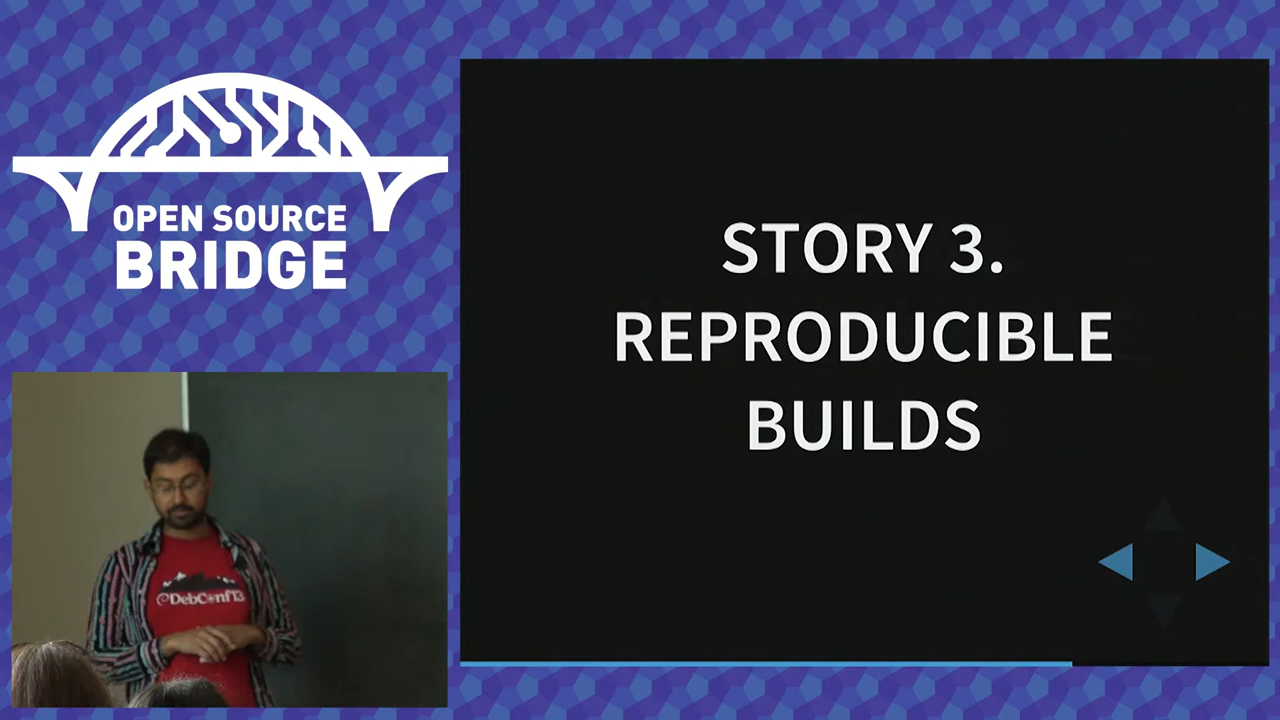 OPEN SOURCE
BRIDGE
STORY 3.
REPRODUCIBLE
BUILDS
DebConf13